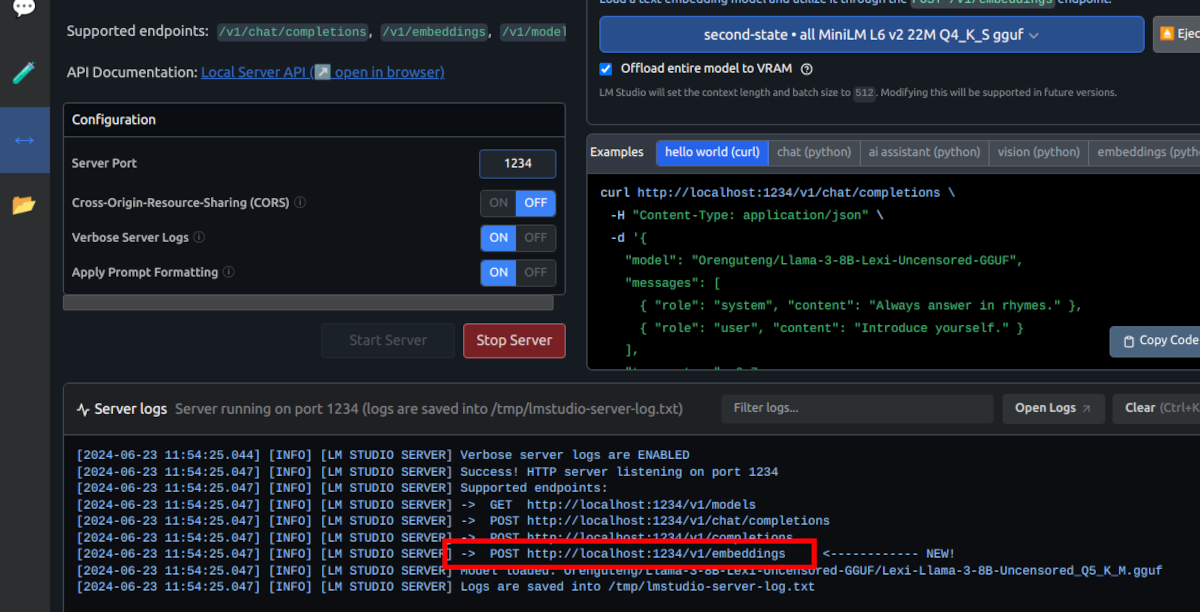 Load a text embedding model and utilize it through the POST /v1/embeddings endpoint.
Supported endpoints: /v1/chat/completions, /v1/embeddings, /v1/model
second-state • all MiniLM L6 v2 22M Q4_K_S gguf
Ejec
API Documentation: Local Server API (↗ open in browser)
Offload entire model to VRAM ?
LM Studio will set the context length and batch size to 512. Modifying this will be supported in future versions.
Configuration
Server Port 1234
Cross-Origin-Resource-Sharing (CORS) ⓘ ON OFF
Verbose Server Logs ⓘ ON OFF
Apply Prompt Formatting ⓘ ON OFF
Start Server Stop Server
Examples hello world (curl) chat (python) ai assistant (python) vision (python) embeddings (pyth
curl http://localhost:1234/v1/chat/completions \
-H "Content-Type: application/json" \
-d '{
"model": "Orenguteng/Llama-3-8B-Lexi-Uncensored-GGUF",
"messages": [
{ "role": "system", "content": "Always answer in rhymes." },
{ "role": "user", "content": "Introduce yourself." }
],
Copy Code
Server logs Server running on port 1234 (logs are saved into /tmp/lmstudio-server-log.txt)
Filter logs... Open Logs ↗ Clear (Ctrl+K
[2024-06-23 11:54:25.044] [INFO] [LM STUDIO SERVER] Verbose server logs are ENABLED
[2024-06-23 11:54:25.047] [INFO] [LM STUDIO SERVER] Success! HTTP server listening on port 1234
[2024-06-23 11:54:25.047] [INFO] [LM STUDIO SERVER] Supported endpoints:
[2024-06-23 11:54:25.047] [INFO] [LM STUDIO SERVER] -> GET http://localhost:1234/v1/models
[2024-06-23 11:54:25.047] [INFO] [LM STUDIO SERVER] -> POST http://localhost:1234/v1/chat/completions
[2024-06-23 11:54:25.047] [INFO] [LM STUDIO SERVER] -> POST http://localhost:1234/v1/completions
[2024-06-23 11:54:25.047] [INFO] [LM STUDIO SERVER] -> POST http://localhost:1234/v1/embeddings <------------ NEW!
[2024-06-23 11:54:25.047] [INFO] [LM STUDIO SERVER] Model loaded: Orenguteng/Llama-3-8B-Lexi-Uncensored-GGUF/Lexi-Llama-3-8B-Uncensored_Q5_K_M.gguf
[2024-06-23 11:54:25.047] [INFO] [LM STUDIO SERVER] Logs are saved into /tmp/lmstudio-server-log.txt